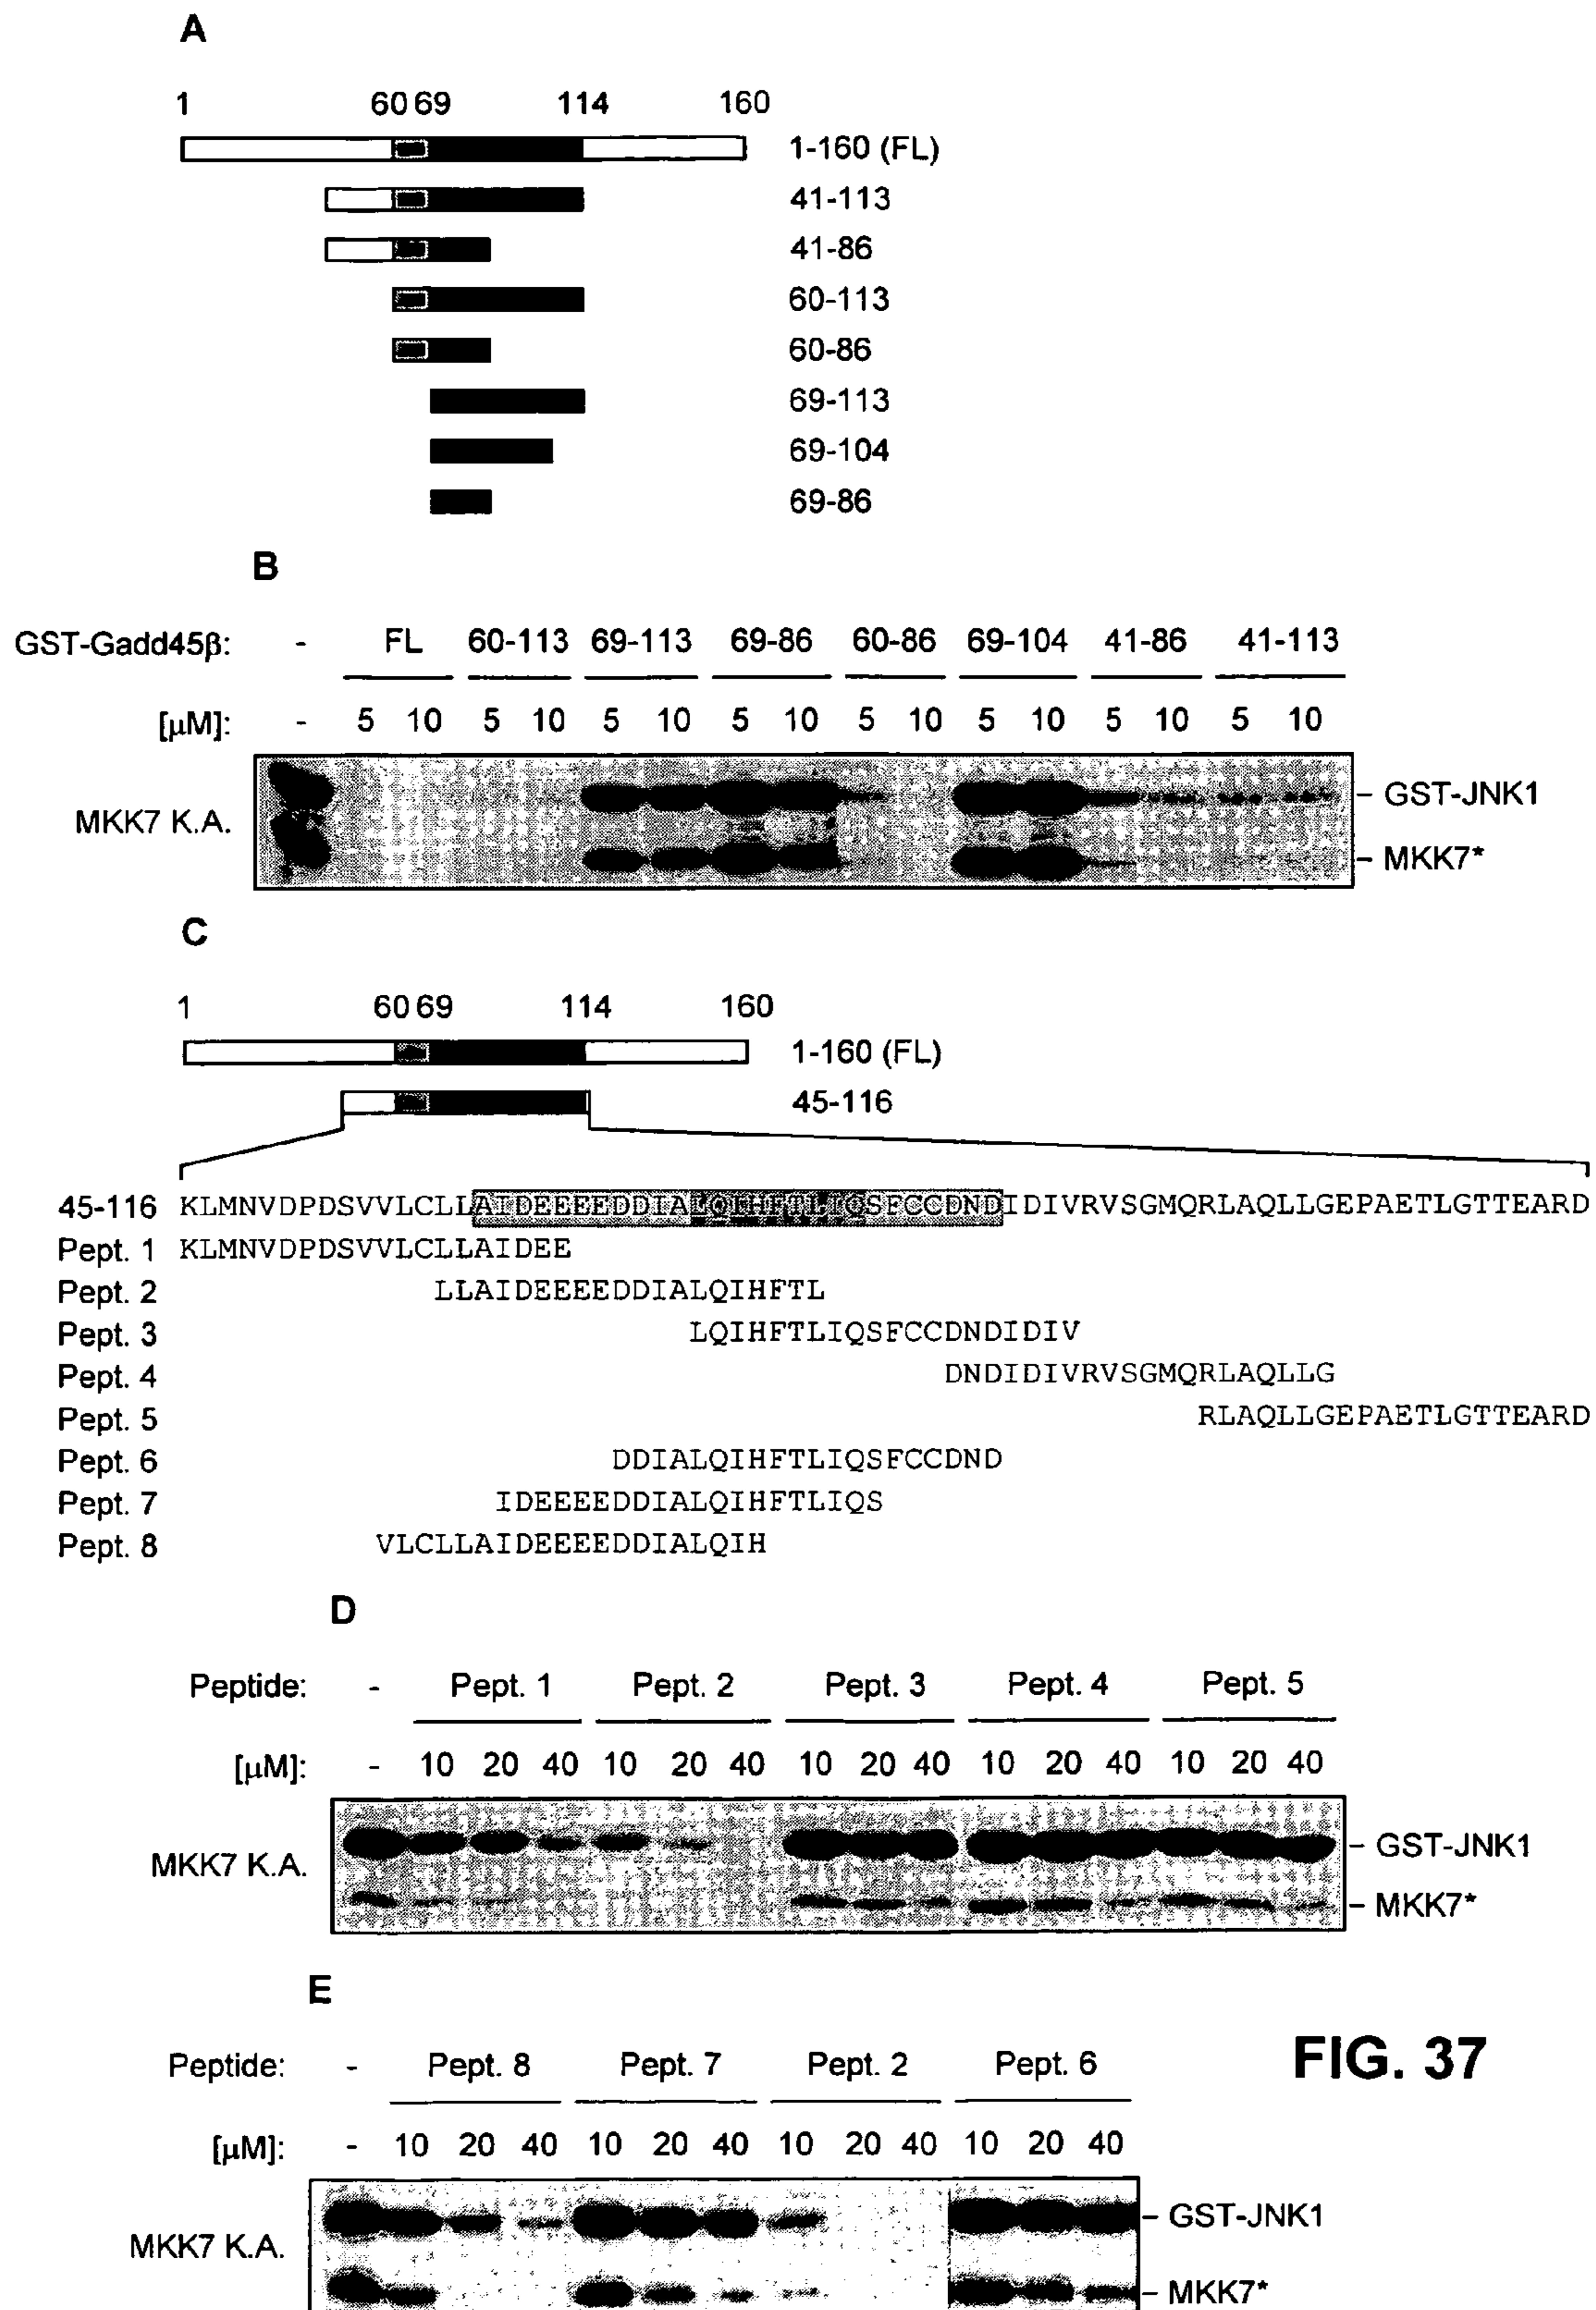 A
1 60 69 114 160
1-160 (FL)
41-113
41-86
60-113
60-86
69-113
69-104
69-86
B
GST-Gadd45β: - FL 60-113 69-113 69-86 60-86 69-104 41-86 41-113
[μM]: - 5 10 5 10 5 10 5 10 5 10 5 10 5 10 5 10
MKK7 K.A.
– GST-JNK1
– MKK7*
C
1 60 69 114 160
1-160 (FL)
45-116
45-116 KLMNVDPDSVVLCLLAIDEEEEDDIALQIHFTLIQSFCCDNDIDIVRVSGMQRLAQLLGEPAETLGTTEARD
Pept. 1 KLMNVDPDSVVLCLLAIDEE
Pept. 2 LLAIDEEEEDDIALQIHFTL
Pept. 3 LQIHFTLIQSFCCDNDIDIV
Pept. 4 DNDIDIVRVSGMQRLAQLLG
Pept. 5 RLAQLLGEPAETLGTTEARD
Pept. 6 DDIALQIHFTLIQSFCCDND
Pept. 7 IDEEEEDDIALQIHFTLIQS
Pept. 8 VLCLLAIDEEEEDDIALQIH
D
Peptide: - Pept. 1 Pept. 2 Pept. 3 Pept. 4 Pept. 5
[μM]: - 10 20 40 10 20 40 10 20 40 10 20 40 10 20 40
MKK7 K.A.
– GST-JNK1
– MKK7*
E
FIG. 37
Peptide: - Pept. 8 Pept. 7 Pept. 2 Pept. 6
[μM]: - 10 20 40 10 20 40 10 20 40 10 20 40
MKK7 K.A.
– GST-JNK1
– MKK7*